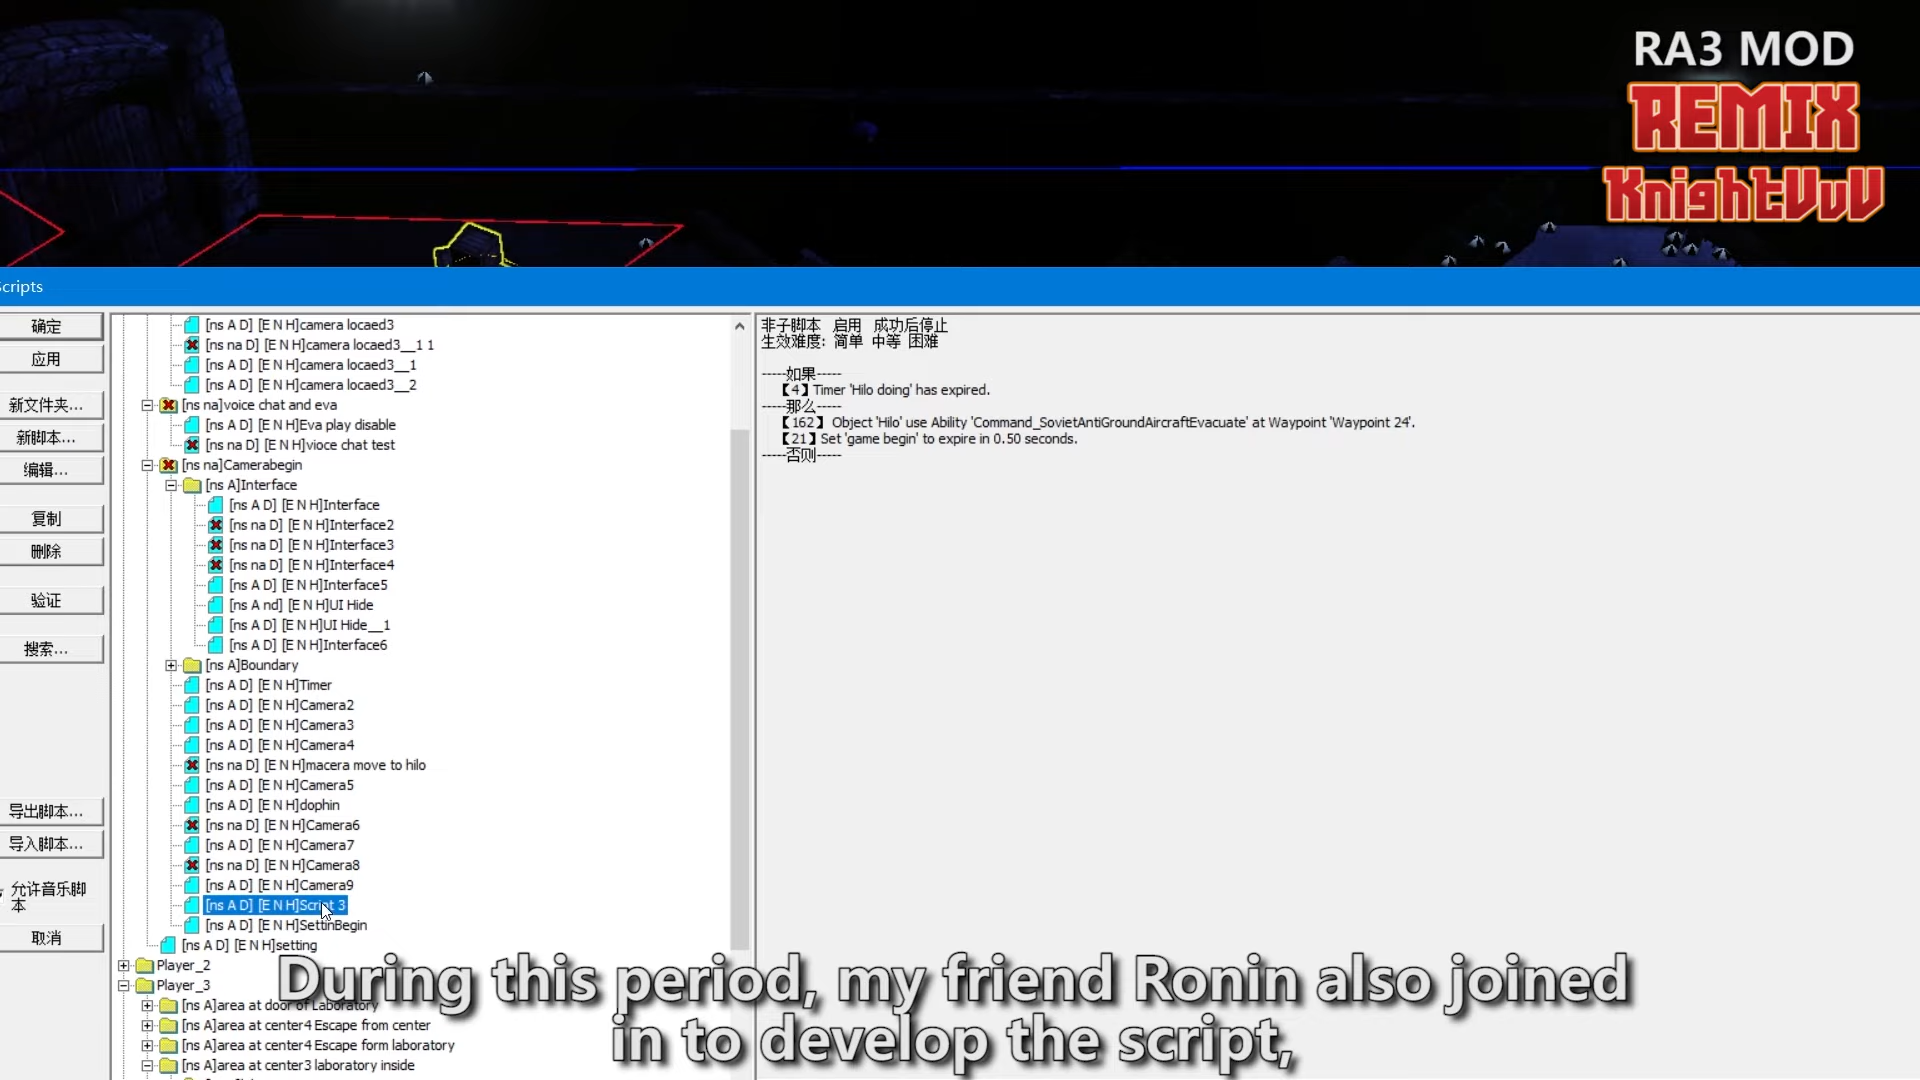 RA3 MOD
REMIX
KnightVuV
Scripts
确定
应用
新文件夹...
新脚本...
编辑...
复制
删除
验证
搜索...
导出脚本...
导入脚本...
允许音乐脚
本
取消
[ns A D] [E N H]camera locaed3
[ns na D] [E N H]camera locaed3__1 1
[ns A D] [E N H]camera locaed3__1
[ns A D] [E N H]camera locaed3__2
[ns na]voice chat and eva
[ns A D] [E N H]Eva play disable
[ns na D] [E N H]vioce chat test
[ns na]Camerabegin
[ns A]Interface
[ns A D] [E N H]Interface
[ns na D] [E N H]Interface2
[ns na D] [E N H]Interface3
[ns na D] [E N H]Interface4
[ns A D] [E N H]Interface5
[ns A nd] [E N H]UI Hide
[ns A D] [E N H]UI Hide__1
[ns A D] [E N H]Interface6
[ns A]Boundary
[ns A D] [E N H]Timer
[ns A D] [E N H]Camera2
[ns A D] [E N H]Camera3
[ns A D] [E N H]Camera4
[ns na D] [E N H]macera move to hilo
[ns A D] [E N H]Camera5
[ns A D] [E N H]dophin
[ns na D] [E N H]Camera6
[ns A D] [E N H]Camera7
[ns na D] [E N H]Camera8
[ns A D] [E N H]Camera9
[ns A D] [E N H]Script 3
[ns A D] [E N H]SettinBegin
[ns A D] [E N H]setting
Player_2
Player_3
[ns A]area at door of Laboratory
[ns A]area at center4 Escape from center
[ns A]area at center4 Escape form laboratory
[ns A]area at center3 laboratory inside
非子脚本 启用 成功后停止
生效难度: 简单 中等 困难
-----如果-----
【4】Timer 'Hilo doing' has expired.
-----那么-----
【162】 Object 'Hilo' use Ability 'Command_SovietAntiGroundAircraftEvacuate' at Waypoint 'Waypoint 24'.
【21】Set 'game begin' to expire in 0.50 seconds.
-----否则-----
During this period, my friend Ronin also joined
in to develop the script,